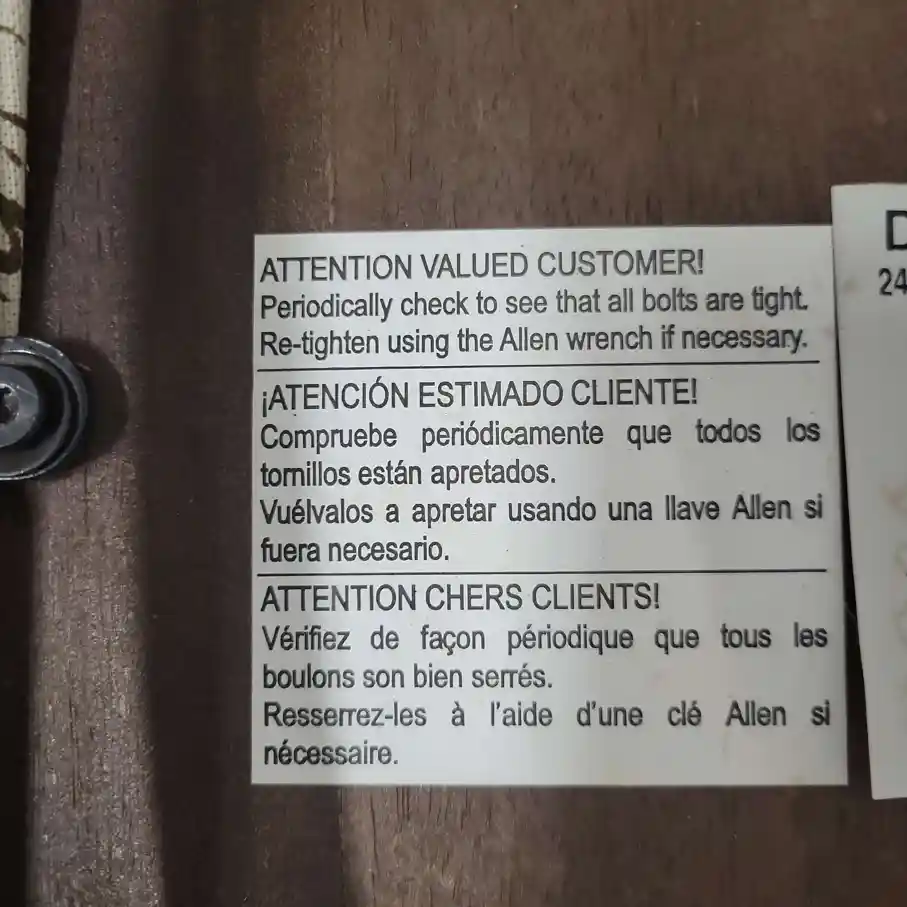 ATTENTION VALUED CUSTOMER!
Periodically check to see that all bolts are tight.
Re-tighten using the Allen wrench if necessary.
¡ATENCIÓN ESTIMADO CLIENTE!
Compruebe periódicamente que todos los
tornillos están apretados.
Vuélvalos a apretar usando una llave Allen si
fuera necesario.
ATTENTION CHERS CLIENTS!
Vérifiez de façon périodique que tous les
boulons son bien serrés.
Resserrez-les à l'aide d'une clé Allen si
nécessaire.
D
24